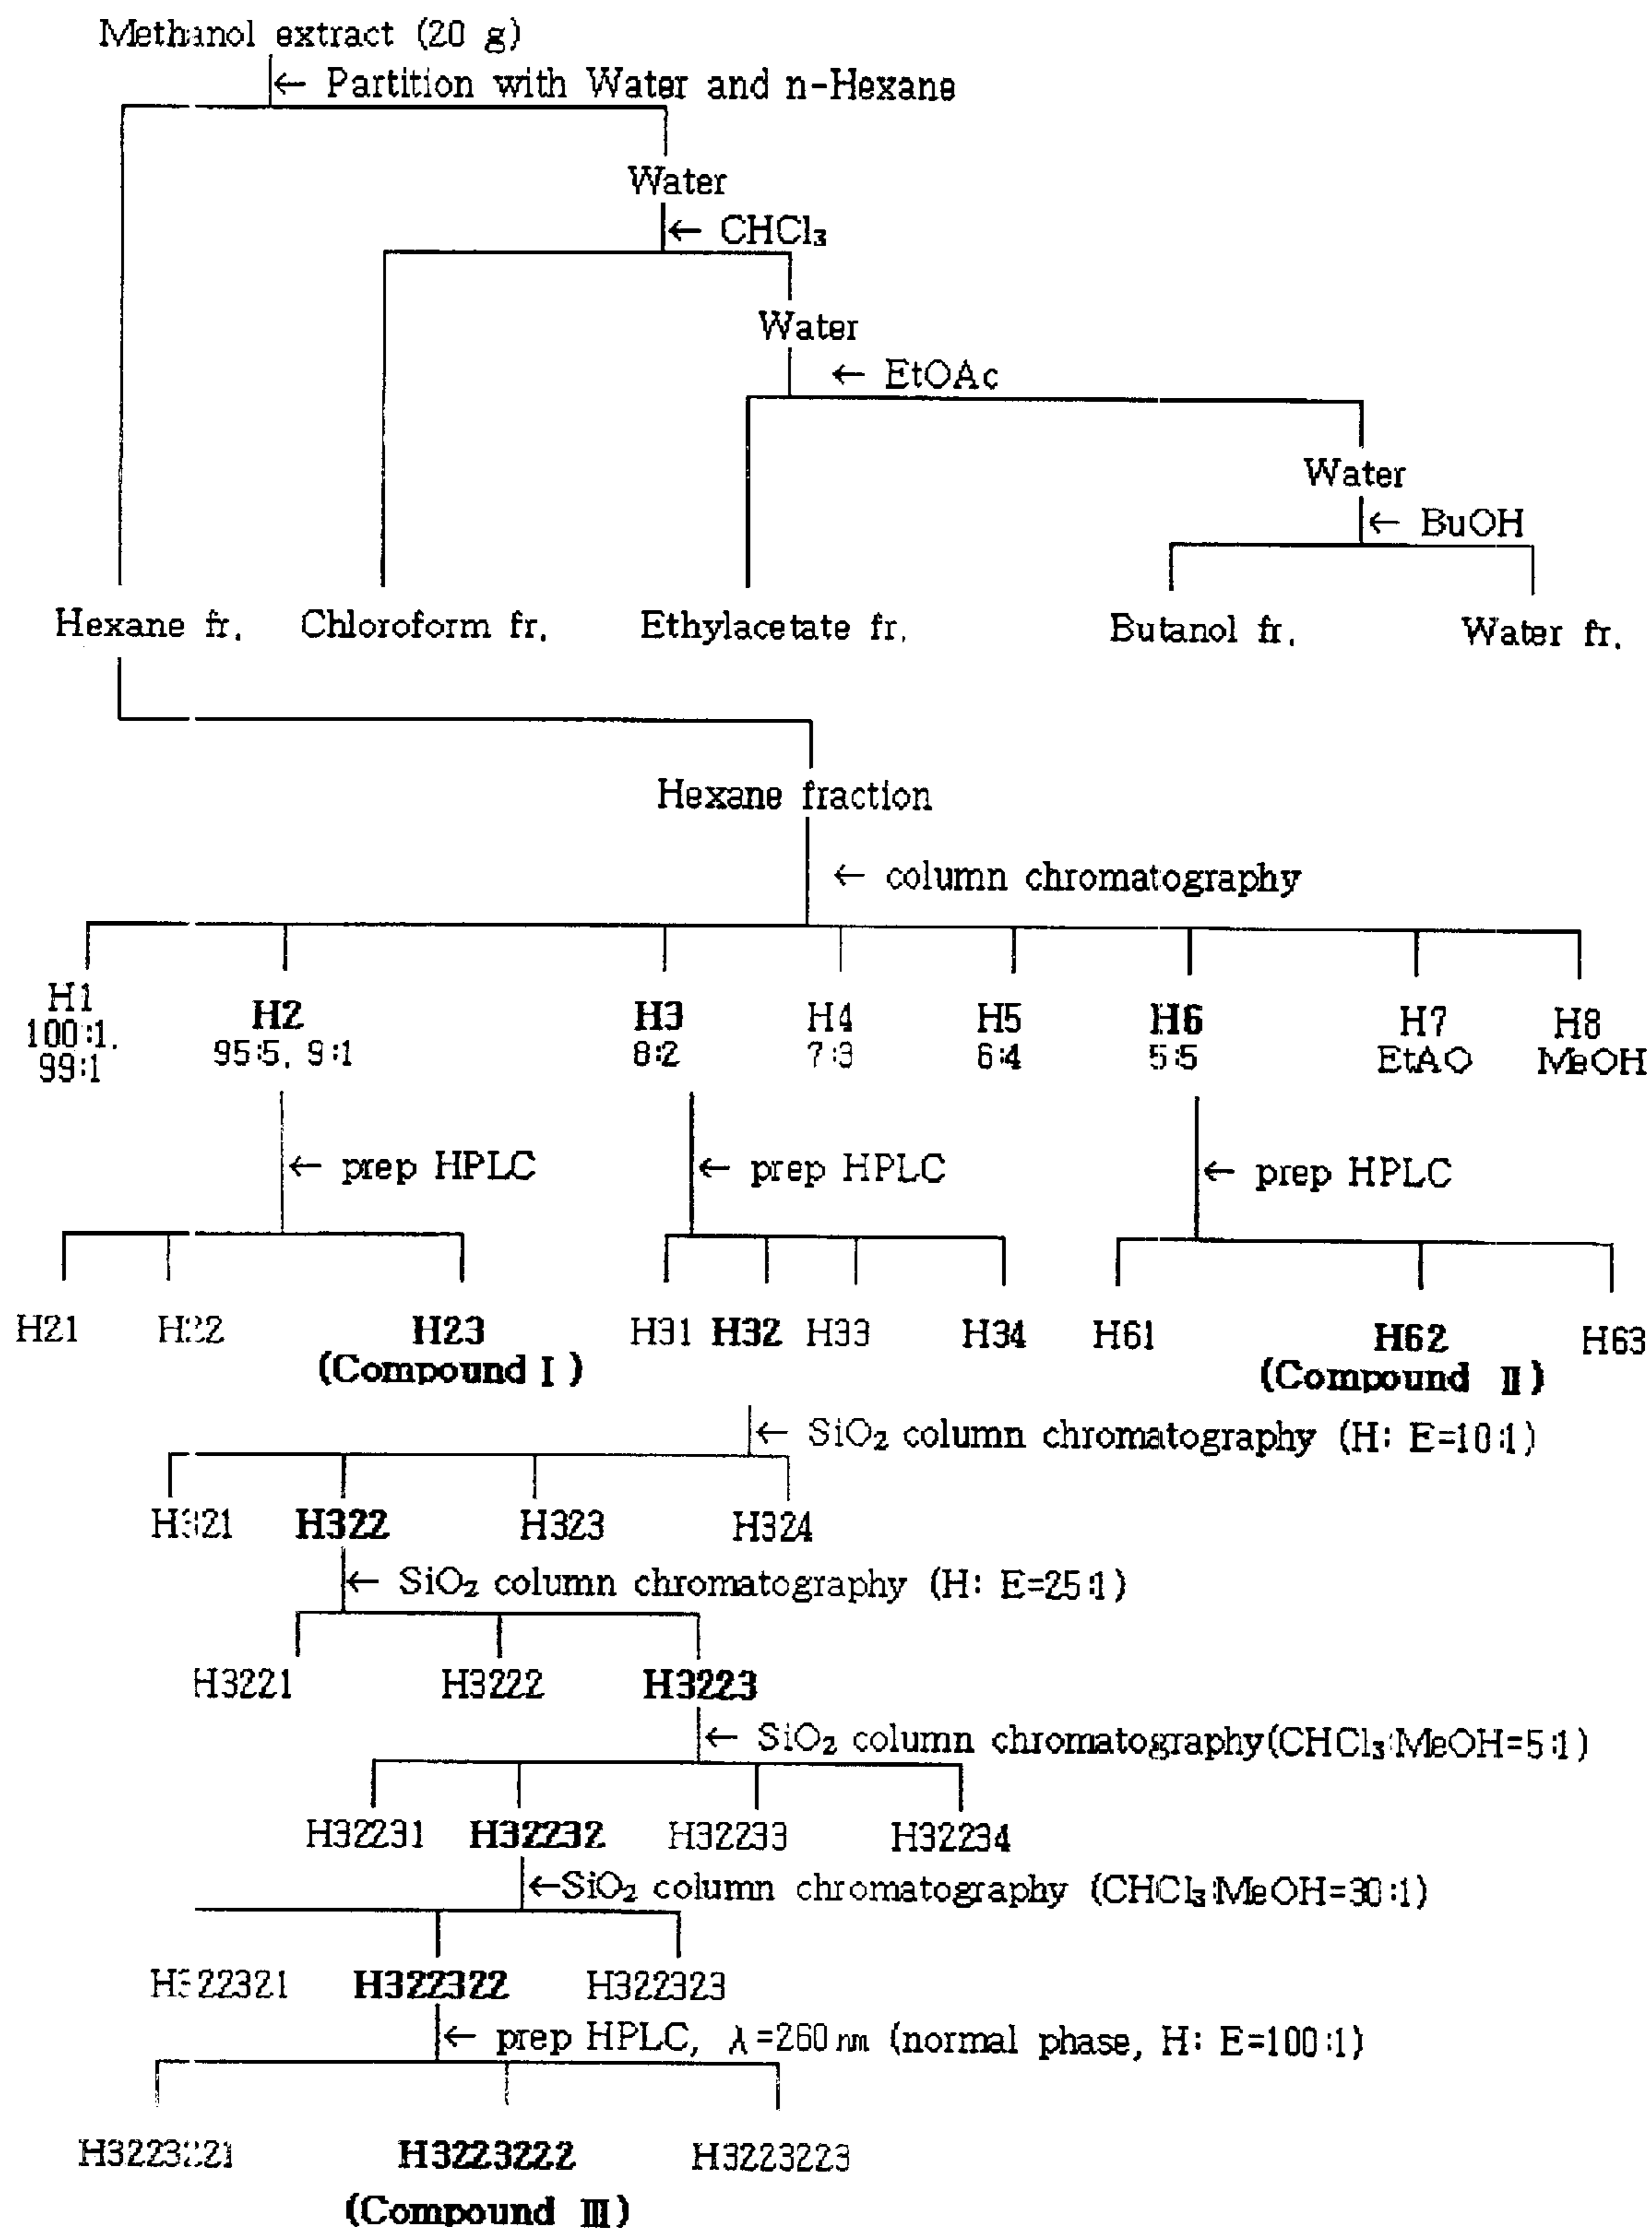 Methanol extract (20 g)
← Partition with Water and n-Hexane
Water
← CHCl₃
Water
← EtOAc
Water
← BuOH
Hexane fr. Chloroform fr. Ethylacetate fr. Butanol fr. Water fr.
Hexane fraction
← column chromatography
H1 H2 H3 H4 H5 H6 H7 H8
100:1, 95:5, 9:1 8:2 7:3 6:4 5:5 EtAO MeOH
99:1
← prep HPLC ← prep HPLC ← prep HPLC
H21 H22 H23 H31 H32 H33 H34 H61 H62 H63
(Compound Ⅰ) (Compound Ⅱ)
← SiO₂ column chromatography (H: E=10:1)
H321 H322 H323 H324
← SiO₂ column chromatography (H: E=25:1)
H3221 H3222 H3223
← SiO₂ column chromatography(CHCl₃:MeOH=5:1)
H32231 H32232 H32233 H32234
←SiO₂ column chromatography (CHCl₃:MeOH=30:1)
H322321 H322322 H322323
← prep HPLC, λ=260㎚ (normal phase, H: E=100:1)
H3223221 H3223222 H3223223
(Compound Ⅲ)